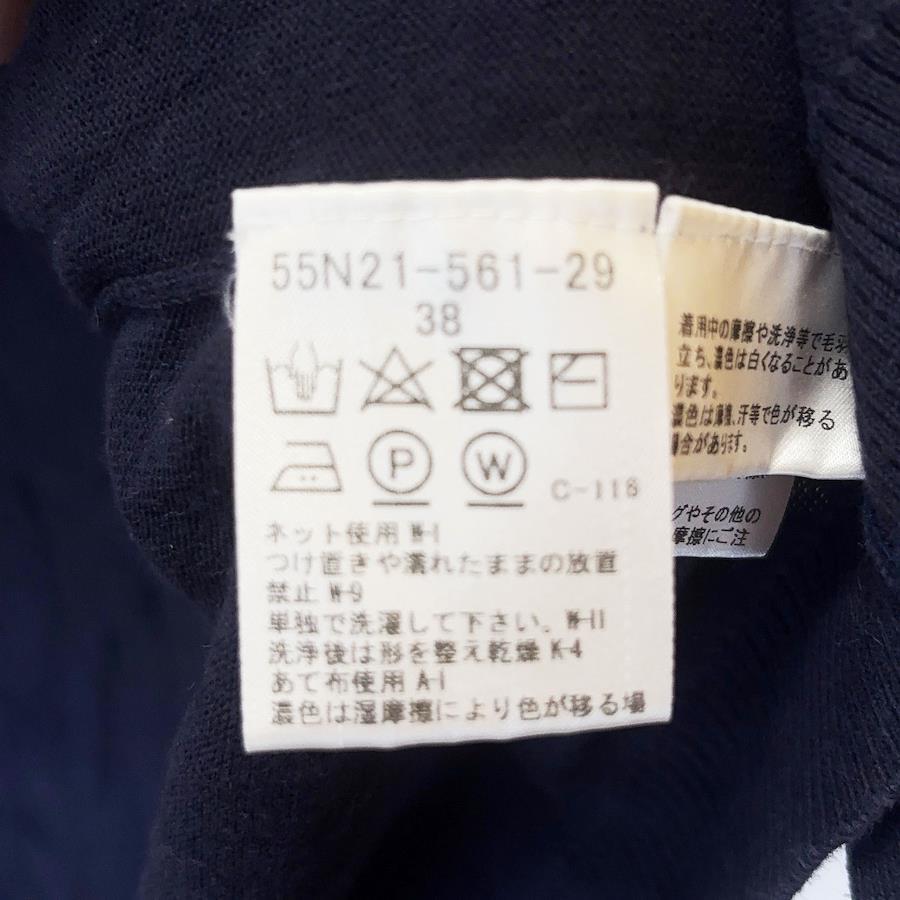 55N21-561-29
38
P
W
C-116
ネット使用 W-1
つけ置きや濡れたままの放置
禁止 W-9
単独で洗濯して下さい。W-11
洗浄後は形を整え乾燥 K-4
あて布使用 A-1
濃色は湿摩擦により色が移る場
着用中の摩擦や洗浄等で毛羽
立ち、濃色は白くなることがあ
ります。
濃色は摩擦、汗等で色が移る
場合があります。
グやその他の
摩擦にご注